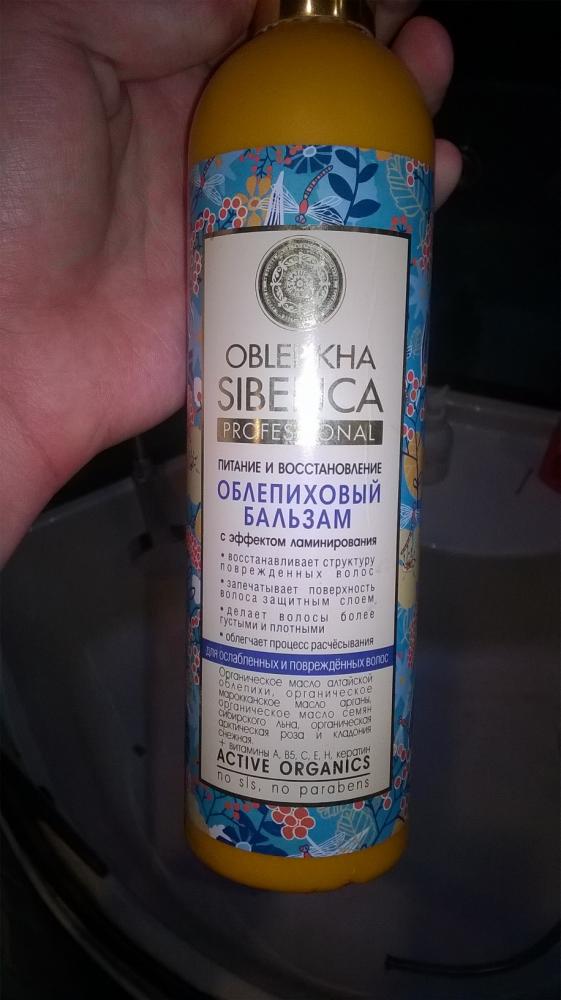 OBLEPIKHA
SIBERICA
PROFESSIONAL
ПИТАНИЕ И ВОССТАНОВЛЕНИЕ
ОБЛЕПИХОВЫЙ
БАЛЬЗАМ
с эффектом ламинирования
• восстанавливает структуру
поврежденных волос
• запечатывает поверхность
волоса защитным слоем
• делает волосы более
густыми и плотными
• облегчает процесс расчёсывания
для ослабленных и повреждённых волос
Органическое масло алтайской
облепихи, органическое
марокканское масло арганы,
органическое масло семян
сибирского льна, органическая
арктическая роза и кладония
снежная.
+ витамины A, B5, C, E, H, кератин
ACTIVE ORGANICS
no sls, no parabens